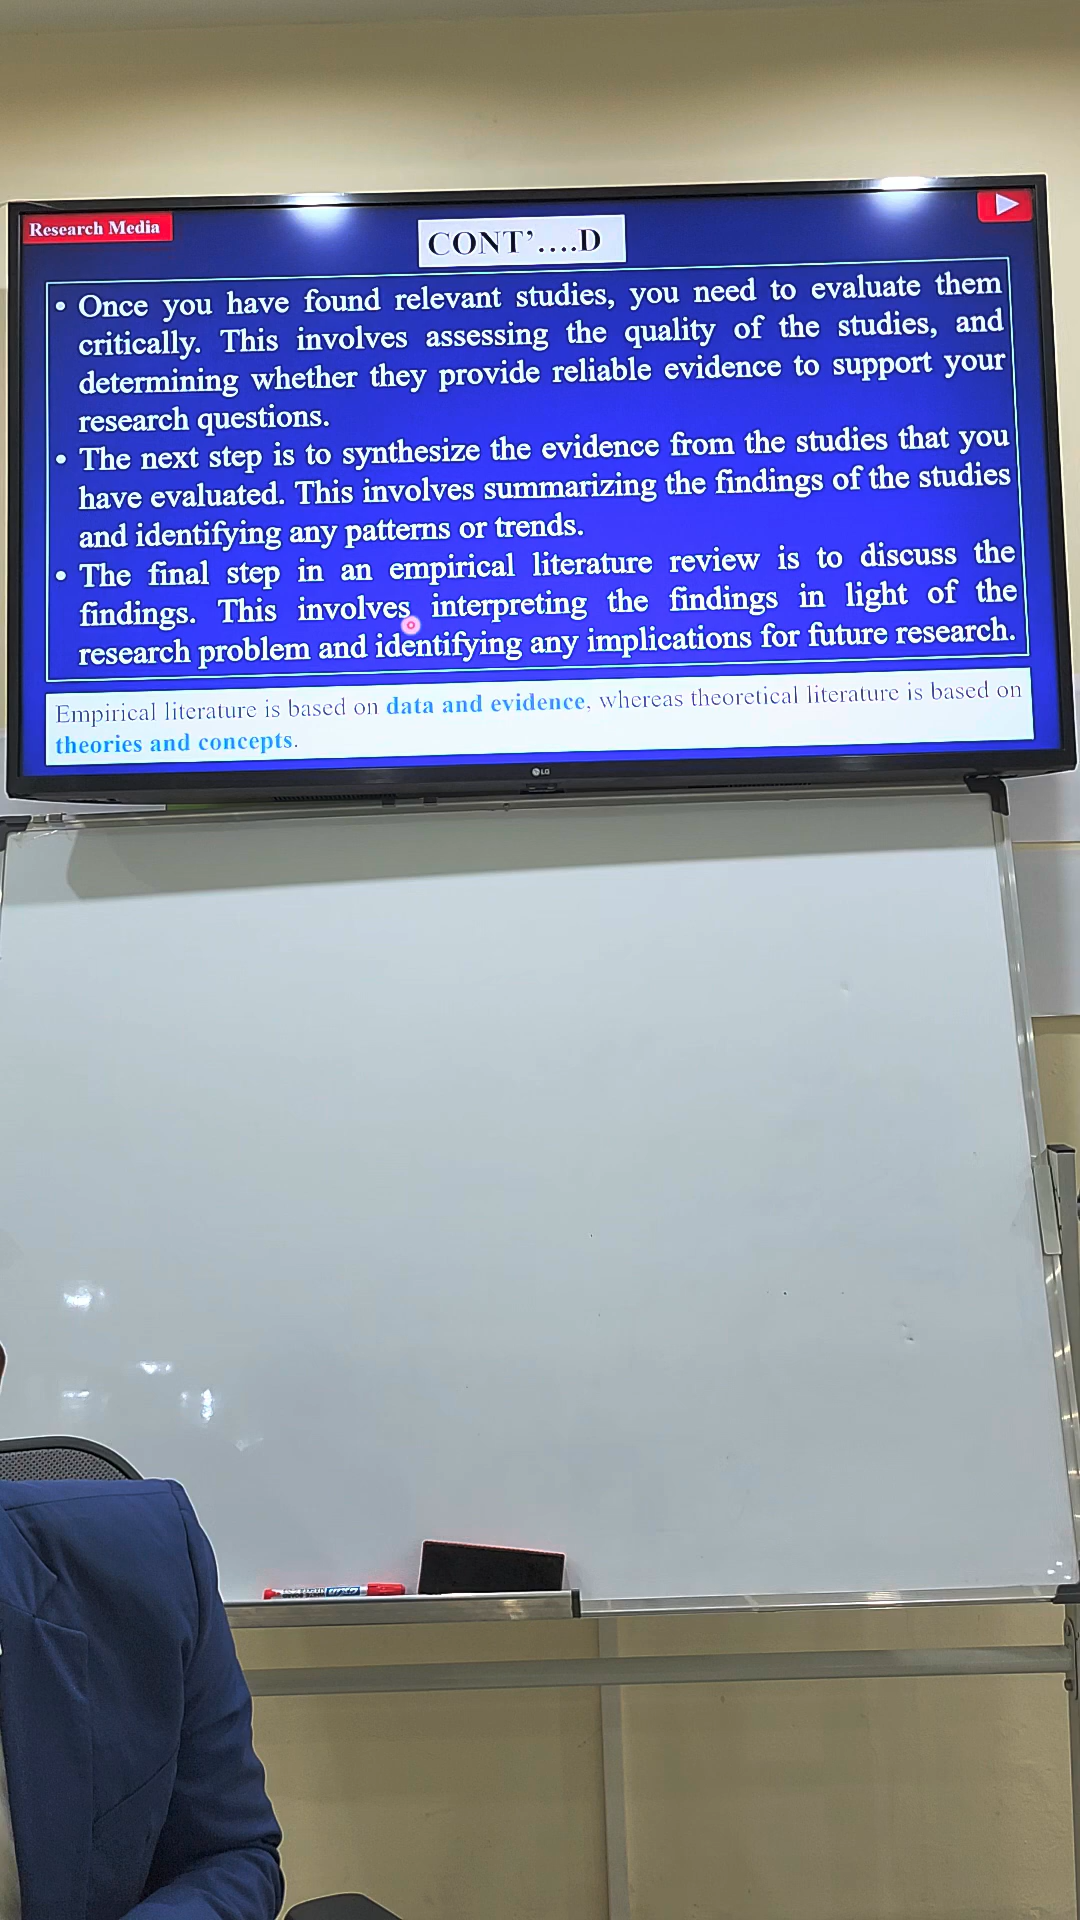 Research Media
CONT’....D
• Once you have found relevant studies, you need to evaluate them
critically. This involves assessing the quality of the studies, and
determining whether they provide reliable evidence to support your
research questions.
• The next step is to synthesize the evidence from the studies that you
have evaluated. This involves summarizing the findings of the studies
and identifying any patterns or trends.
• The final step in an empirical literature review is to discuss the
findings. This involves interpreting the findings in light of the
research problem and identifying any implications for future research.
Empirical literature is based on data and evidence, whereas theoretical literature is based on
theories and concepts.
LG